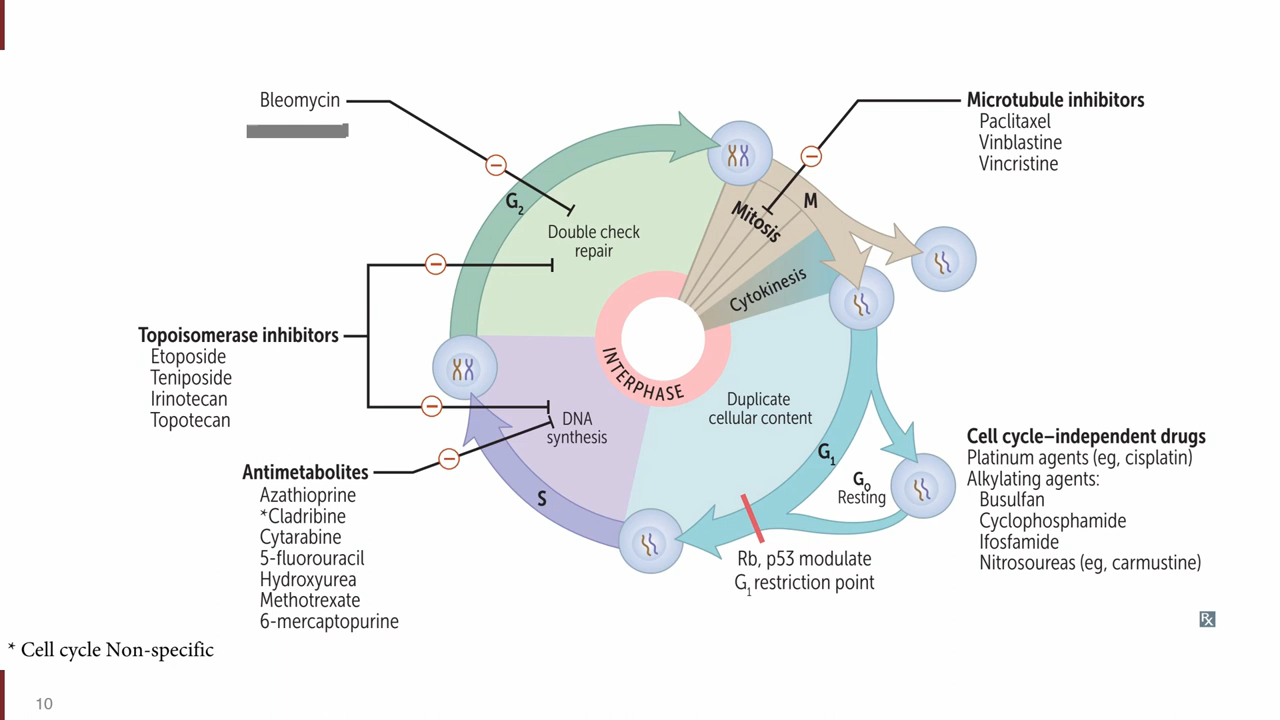 Bleomycin
Microtubule inhibitors
Paclitaxel
Vinblastine
Vincristine
G2
Double check
repair
M
Mitosis
Cytokinesis
INTERPHASE
Topoisomerase inhibitors
Etoposide
Teniposide
Irinotecan
Topotecan
DNA
synthesis
Duplicate
cellular content
G1
G0
Resting
S
Antimetabolites
Azathioprine
*Cladribine
Cytarabine
5-fluorouracil
Hydroxyurea
Methotrexate
6-mercaptopurine
Rb, p53 modulate
G1 restriction point
Cell cycle–independent drugs
Platinum agents (eg, cisplatin)
Alkylating agents:
Busulfan
Cyclophosphamide
Ifosfamide
Nitrosoureas (eg, carmustine)
Rx
* Cell cycle Non-specific
10